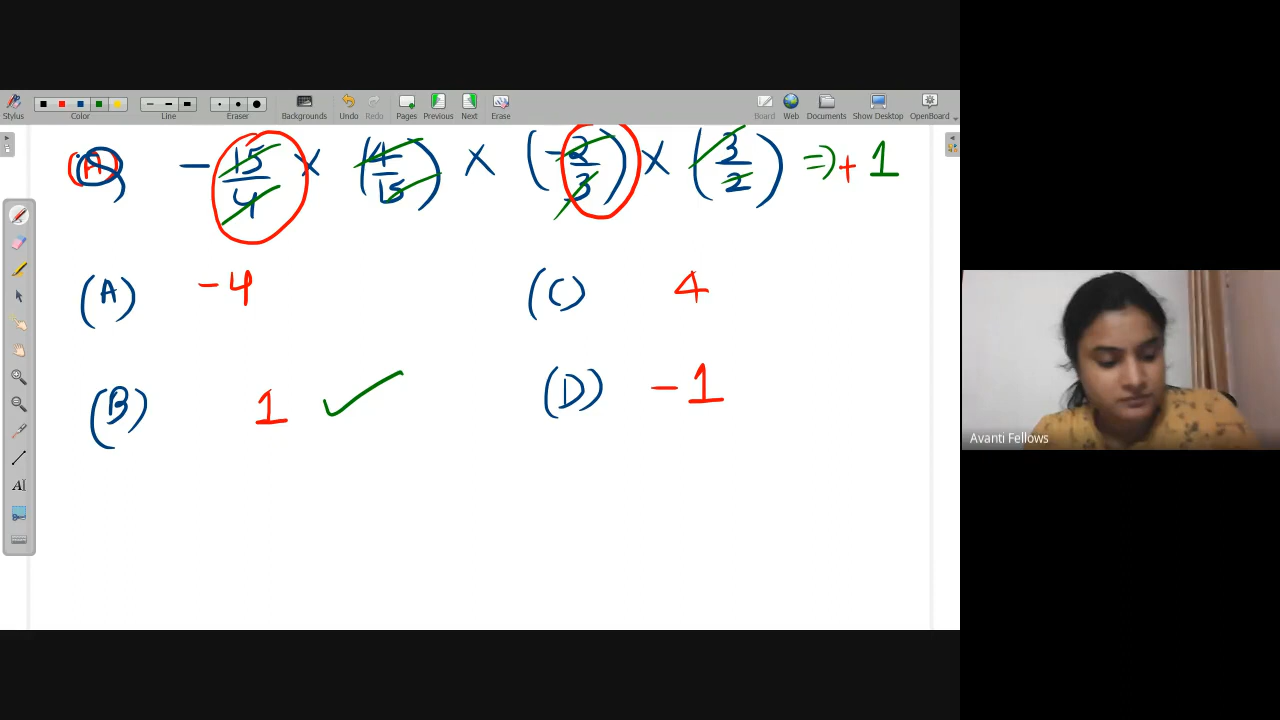 Stylus Color Line Eraser Backgrounds Undo Redo Pages Previous Next Erase Board Web Documents Show Desktop OpenBoard
- 15/4 × (4/15) × (-2/3) × (3/2) => + 1
(A) -4 (C) 4
(B) 1 ✓ (D) -1
Avanti Fellows